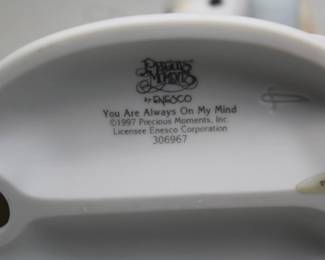 Precious
Moments
by ENESCO
You Are Always On My Mind
©1997 Precious Moments, Inc.
Licensee Enesco Corporation
306967